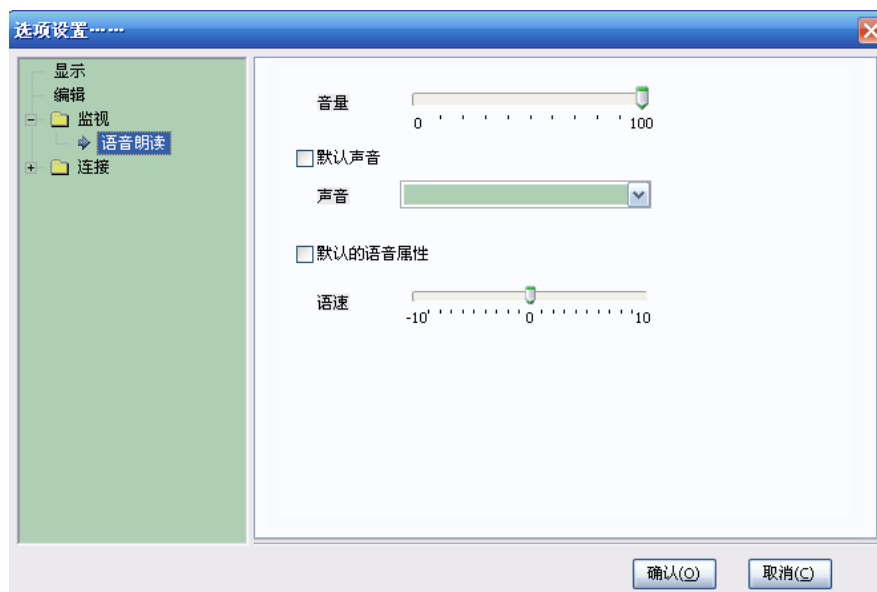 选项设置……
显示
编辑
监视
语音朗读
连接
音量
0 100
默认声音
声音
默认的语音属性
语速
-10 0 10
确认(O) 取消(C)